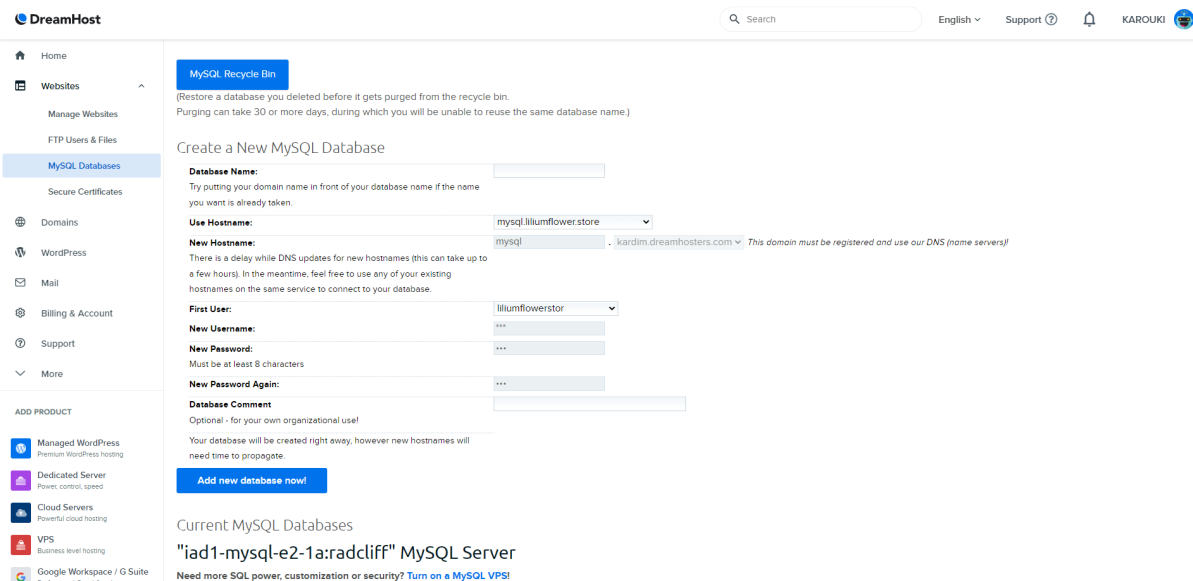 DreamHost
Search
English
Support
KAROUKI
Home
Websites
Manage Websites
FTP Users & Files
MySQL Databases
Secure Certificates
Domains
WordPress
Mail
Billing & Account
Support
More
ADD PRODUCT
Managed WordPress
Premium WordPress hosting
Dedicated Server
Power, control, speed
Cloud Servers
Powerful cloud hosting
VPS
Business level hosting
Google Workspace / G Suite
MySQL Recycle Bin
(Restore a database you deleted before it gets purged from the recycle bin.
Purging can take 30 or more days, during which you will be unable to reuse the same database name.)
Create a New MySQL Database
Database Name:
Try putting your domain name in front of your database name if the name
you want is already taken.
Use Hostname: mysql.liliumflower.store
New Hostname: mysql . kardim.dreamhosters.com This domain must be registered and use our DNS (name servers)!
There is a delay while DNS updates for new hostnames (this can take up to
a few hours). In the meantime, feel free to use any of your existing
hostnames on the same service to connect to your database.
First User: liliumflowerstor
New Username: ***
New Password: •••
Must be at least 8 characters
New Password Again: •••
Database Comment
Optional - for your own organizational use!
Your database will be created right away, however new hostnames will
need time to propagate.
Add new database now!
Current MySQL Databases
"iad1-mysql-e2-1a:radcliff" MySQL Server
Need more SQL power, customization or security? Turn on a MySQL VPS!